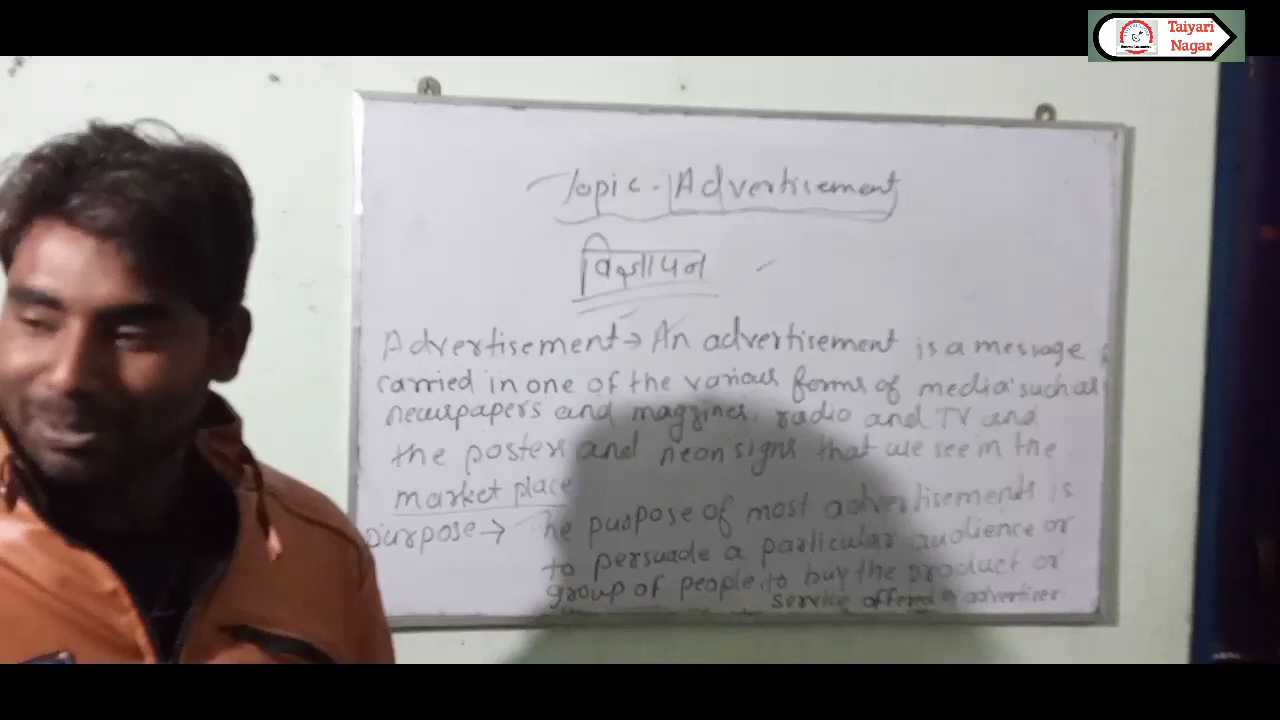 Taiyari
Nagar
Topic. Advertisement
विज्ञापन
Advertisement → An advertisement is a message
carried in one of the various forms of media such as
newspapers and magzines, radio and TV and
the posters and neon signs that we see in the
market place
Purpose → The purpose of most advertisements is
to persuade a particular audience or
group of people to buy the product or
service offered advertiser